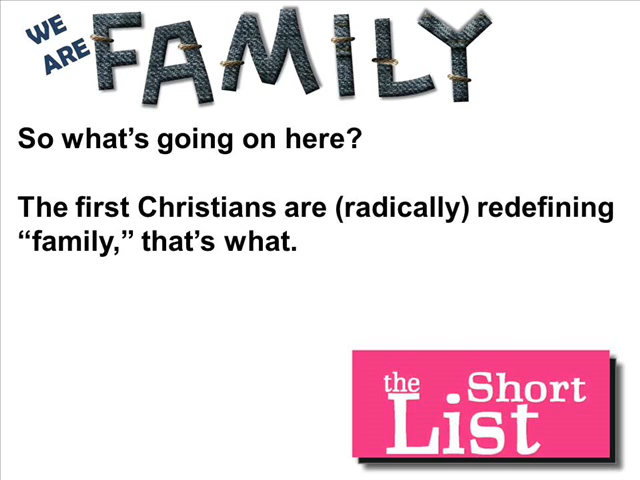 WE
ARE
FAMILY
So what’s going on here?
The first Christians are (radically) redefining
“family,” that’s what.
the Short
List